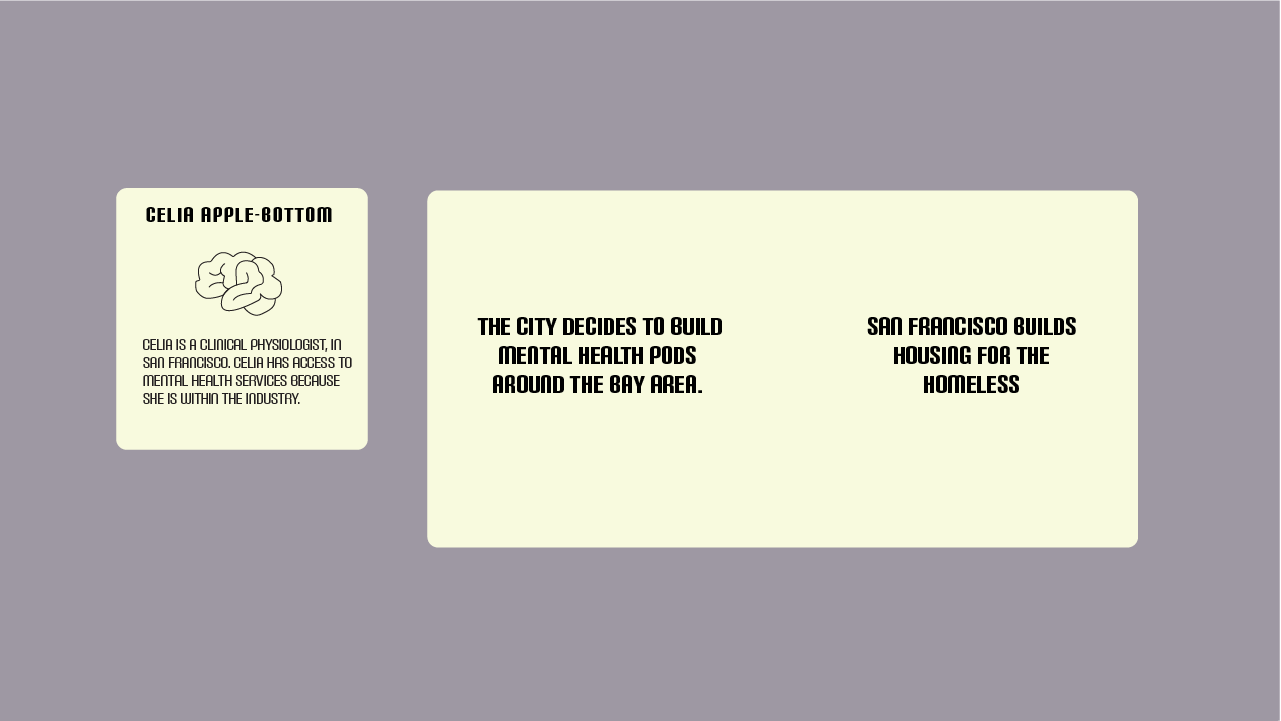 CELIA APPLE-BOTTOM
CELIA IS A CLINICAL PHYSIOLOGIST, IN
SAN FRANCISCO. CELIA HAS ACCESS TO
MENTAL HEALTH SERVICES BECAUSE
SHE IS WITHIN THE INDUSTRY.
THE CITY DECIDES TO BUILD
MENTAL HEALTH PODS
AROUND THE BAY AREA.
SAN FRANCISCO BUILDS
HOUSING FOR THE
HOMELESS